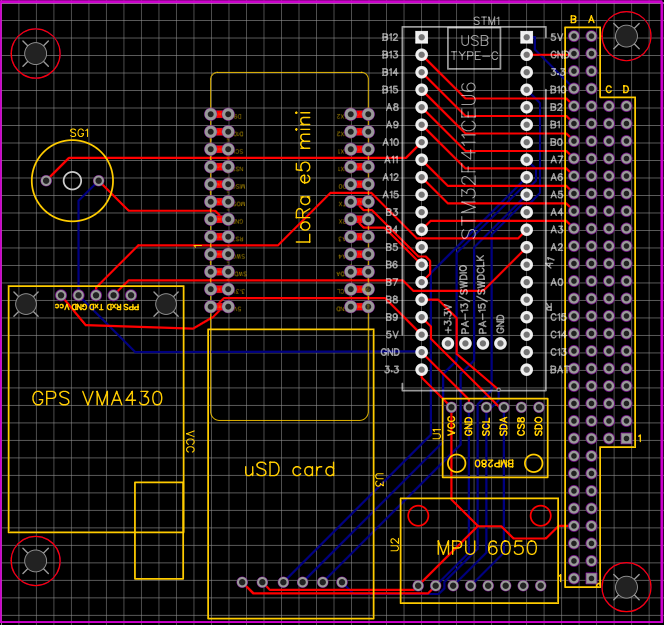 STM1
B A
B12
5V
USB
TYPE-C
B13
GND
B14
3.3
B15
B10
C D
A8
B2
A9
B1
A10
B0
A11
A7
A12
A6
A15
A5
B3
A4
B4
A3
B5
A2
B6
A1
B7
A0
B8
B9
C15
5V
C14
GND
C13
3.3
BAT
STM32F411CEU6
+3.3V
PA-13/SWDIO
PA-15/SWDCLK
GND
R
LoRa e5 mini
1
SG1
Vcc GND TxD RxD PPS
GPS VMA430
VCC
uSD card
U3
U1
VCC
GND
SCL
SDA
CSB
SDO
BMP280
U2
MPU 6050
1
1